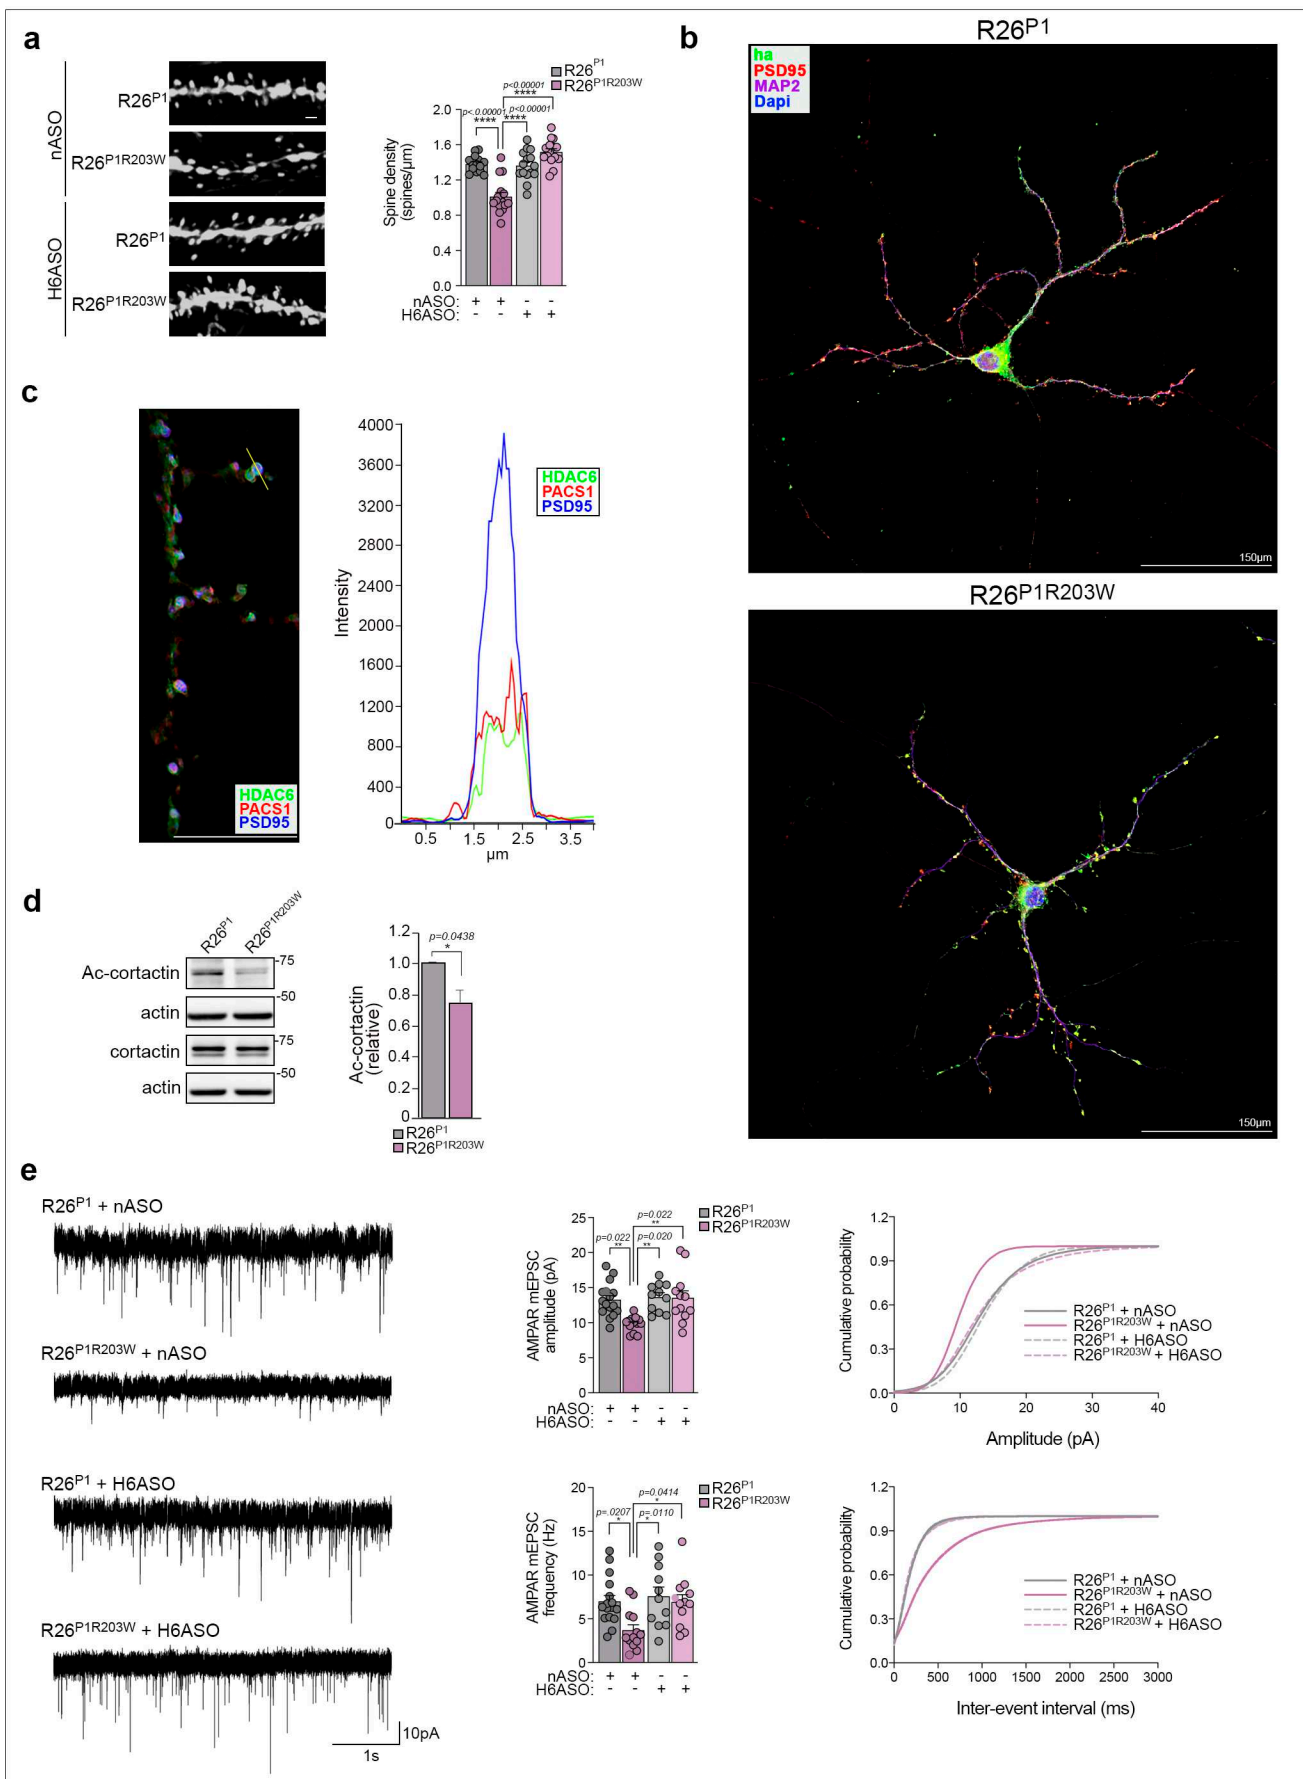 a
nASO
H6ASO
R26P1
R26P1R203W
R26P1
R26P1R203W
R26P1
R26P1R203W
p<0.00001
****
p<.0.00001 p<0.00001
**** ****
Spine density
(spines/µm)
2.0
1.6
1.2
0.8
0.4
0.0
nASO: + + - -
H6ASO: - - + +
b
R26P1
ha
PSD95
MAP2
Dapi
150µm
R26P1R203W
150µm
c
HDAC6
PACS1
PSD95
Intensity
4000
3600
3200
2800
2400
2000
1600
1200
800
400
0
0.5 1.5 2.5 3.5
µm
HDAC6
PACS1
PSD95
d
R26P1 R26P1R203W
Ac-cortactin
-75
actin
-50
cortactin
-75
actin
-50
Ac-cortactin
(relative)
1.2
1.0
0.8
0.6
0.4
0.2
0
p=0.0438
*
R26P1
R26P1R203W
e
R26P1 + nASO
R26P1R203W + nASO
R26P1 + H6ASO
R26P1R203W + H6ASO
10pA
1s
R26P1
R26P1R203W
p=0.022
**
p=0.022 p=0.020
** **
AMPAR mEPSC
amplitude (pA)
25
20
15
10
5
0
nASO: + + - -
H6ASO: - - + +
Cumulative probability
1.2
0.9
0.6
0.3
0.0
0 10 20 30 40
Amplitude (pA)
R26P1 + nASO
R26P1R203W + nASO
R26P1 + H6ASO
R26P1R203W + H6ASO
R26P1
R26P1R203W
p=0.0414
*
p=.0207 p=.0110
* *
AMPAR mEPSC
frequency (Hz)
20
15
10
5
0
nASO: + + - -
H6ASO: - - + +
Cumulative probability
1.2
0.9
0.6
0.3
0.0
0 500 1000 1500 2000 2500 3000
Inter-event interval (ms)
R26P1 + nASO
R26P1R203W + nASO
R26P1 + H6ASO
R26P1R203W + H6ASO